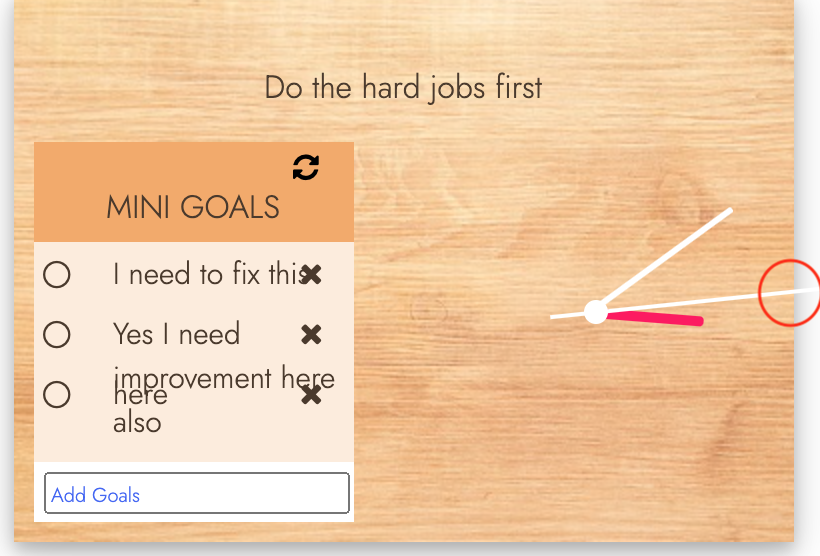 Do the hard jobs first
MINI GOALS
I need to fix this
Yes I need
improvement here
here
also
Add Goals